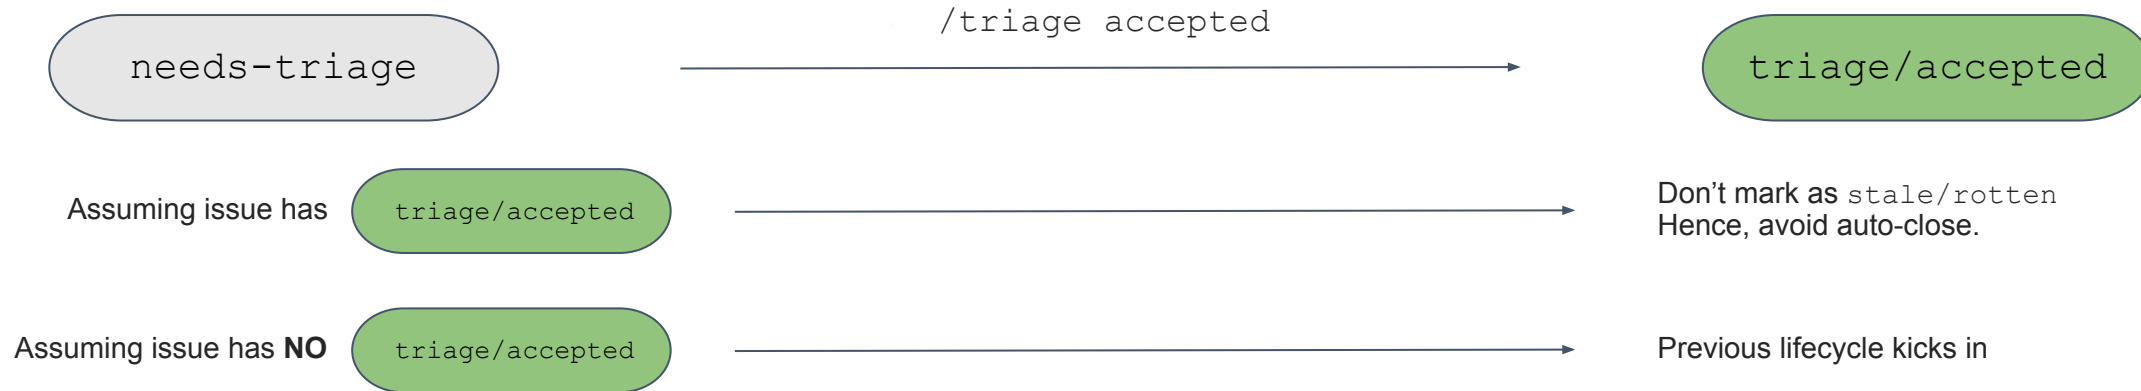 /triage accepted
needs-triage
triage/accepted
Assuming issue has triage/accepted
Don’t mark as stale/rotten
Hence, avoid auto-close.
Assuming issue has NO triage/accepted
Previous lifecycle kicks in